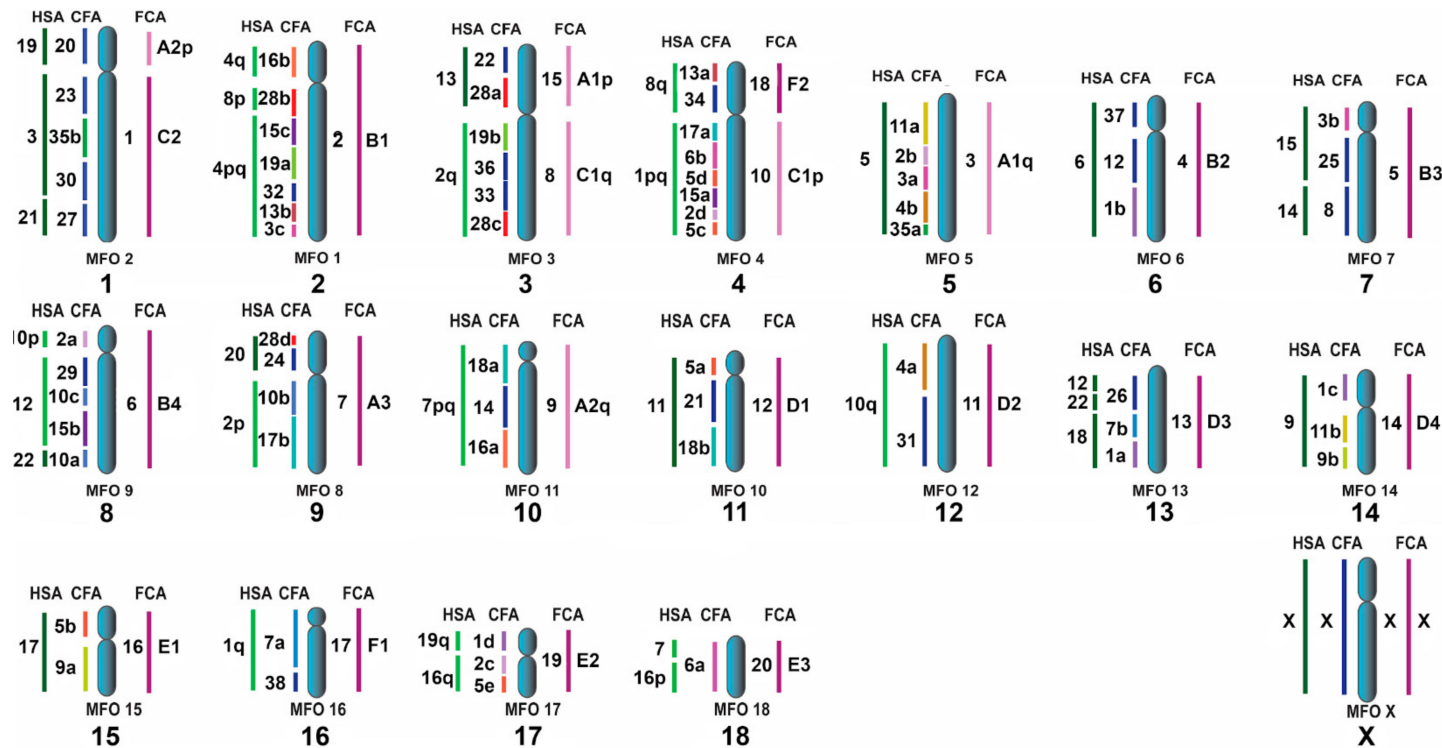 HSA CFA FCA
19 20 A2p
23
3 35b 1 C2
30
21 27
MFO 2
1
HSA CFA FCA
4q 16b
8p 28b
15c 2 B1
4pq 19a
32
13b
3c
MFO 1
2
HSA CFA FCA
13 22 15 A1p
28a
19b
2q 36 8 C1q
33
28c
MFO 3
3
HSA CFA FCA
8q 13a 18 F2
34
17a
6b
1pq 5d 10 C1p
15a
2d
5c
MFO 4
4
HSA CFA FCA
11a
5 2b 3 A1q
3a
4b
35a
MFO 5
5
HSA CFA FCA
37
6 12 4 B2
1b
MFO 6
6
HSA CFA FCA
3b
15 25 5 B3
14 8
MFO 7
7
HSA CFA FCA
0p 2a
29
12 10c 6 B4
15b
22 10a
MFO 9
8
HSA CFA FCA
28d
20 24
2p 10b 7 A3
17b
MFO 8
9
HSA CFA FCA
18a
7pq 14 9 A2q
16a
MFO 11
10
HSA CFA FCA
5a
11 21 12 D1
18b
MFO 10
11
HSA CFA FCA
4a
10q 11 D2
31
MFO 12
12
HSA CFA FCA
12 26
22 13 D3
18 7b
1a
MFO 13
13
HSA CFA FCA
1c
9 11b 14 D4
9b
MFO 14
14
HSA CFA FCA
17 5b 16 E1
9a
MFO 15
15
HSA CFA FCA
1q 7a 17 F1
38
MFO 16
16
HSA CFA FCA
19q 1d
16q 2c 19 E2
5e
MFO 17
17
HSA CFA FCA
7 6a 20 E3
16p
MFO 18
18
HSA CFA FCA
X X X X
MFO X
X